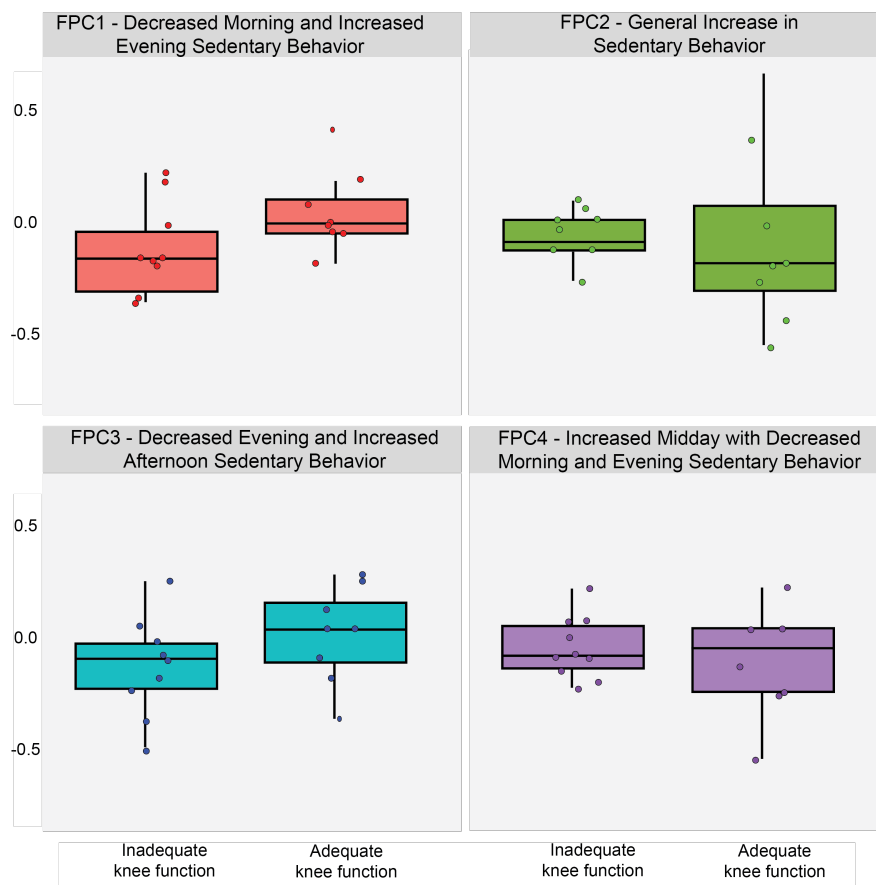 FPC1 - Decreased Morning and Increased
Evening Sedentary Behavior
FPC2 - General Increase in
Sedentary Behavior
0.5
0.0
-0.5
FPC3 - Decreased Evening and Increased
Afternoon Sedentary Behavior
FPC4 - Increased Midday with Decreased
Morning and Evening Sedentary Behavior
0.5
0.0
-0.5
Inadequate
knee function
Adequate
knee function
Inadequate
knee function
Adequate
knee function